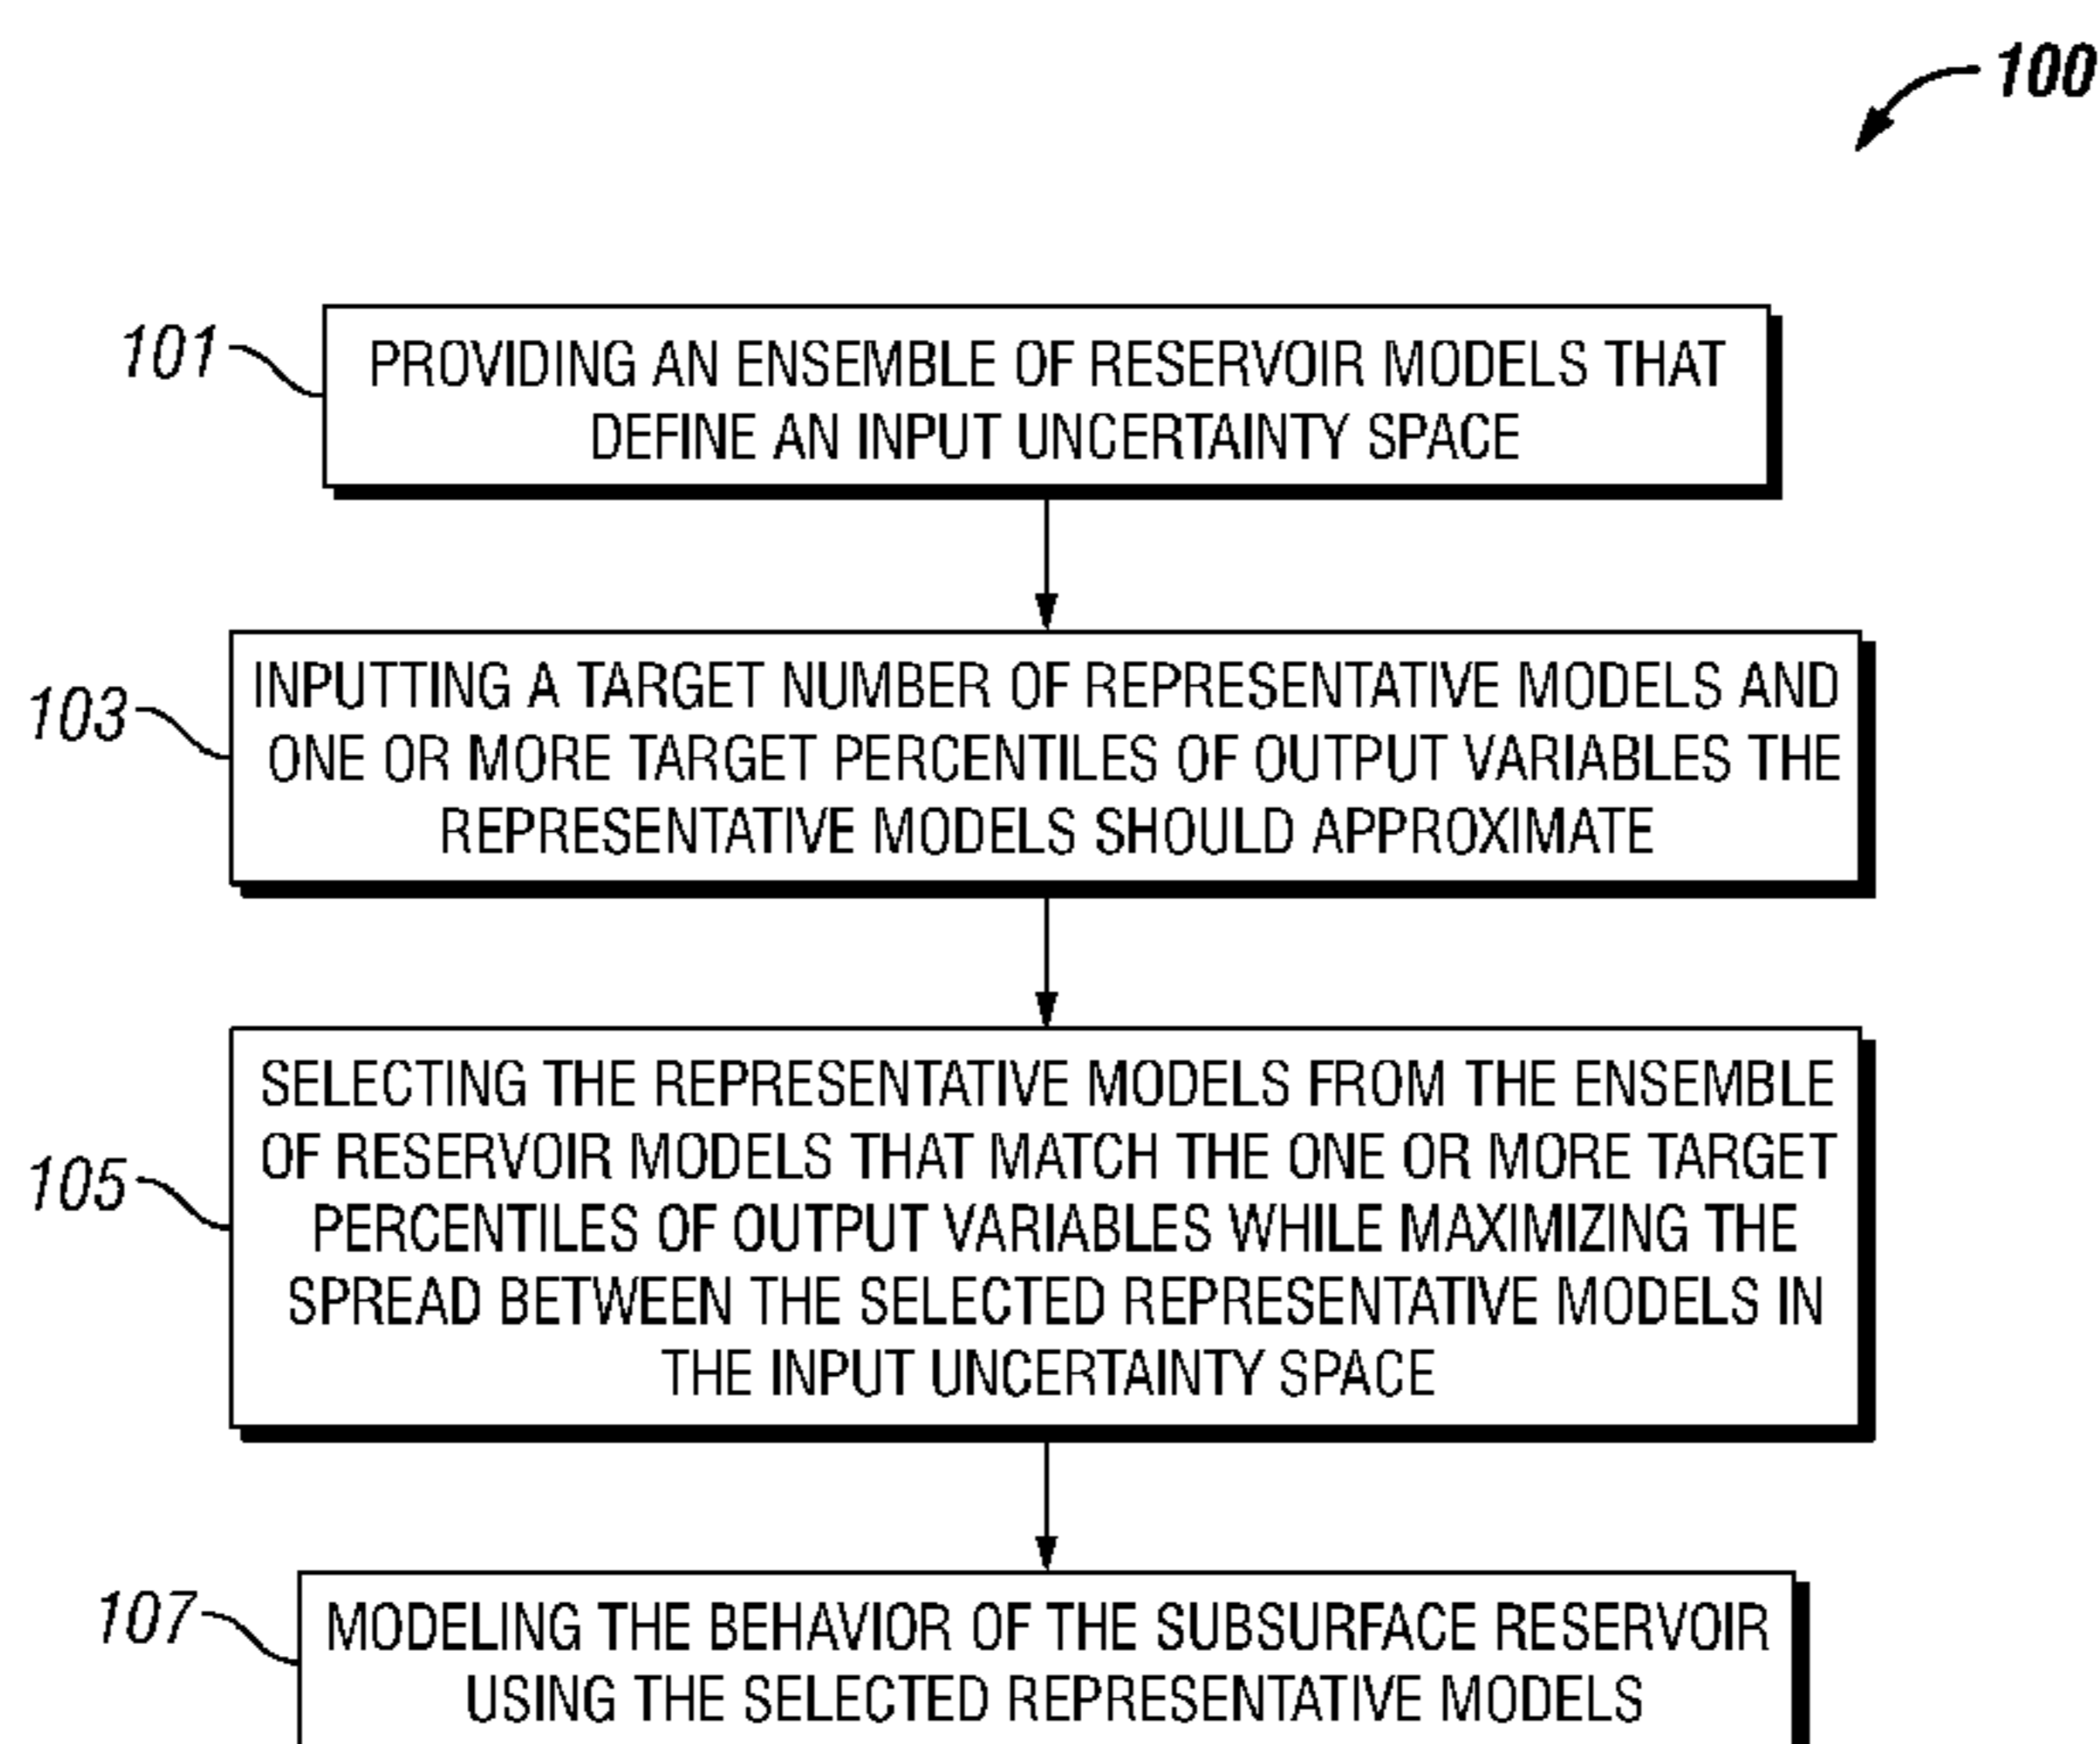 100
101
PROVIDING AN ENSEMBLE OF RESERVOIR MODELS THAT
DEFINE AN INPUT UNCERTAINTY SPACE
103
INPUTTING A TARGET NUMBER OF REPRESENTATIVE MODELS AND
ONE OR MORE TARGET PERCENTILES OF OUTPUT VARIABLES THE
REPRESENTATIVE MODELS SHOULD APPROXIMATE
105
SELECTING THE REPRESENTATIVE MODELS FROM THE ENSEMBLE
OF RESERVOIR MODELS THAT MATCH THE ONE OR MORE TARGET
PERCENTILES OF OUTPUT VARIABLES WHILE MAXIMIZING THE
SPREAD BETWEEN THE SELECTED REPRESENTATIVE MODELS IN
THE INPUT UNCERTAINTY SPACE
107
MODELING THE BEHAVIOR OF THE SUBSURFACE RESERVOIR
USING THE SELECTED REPRESENTATIVE MODELS